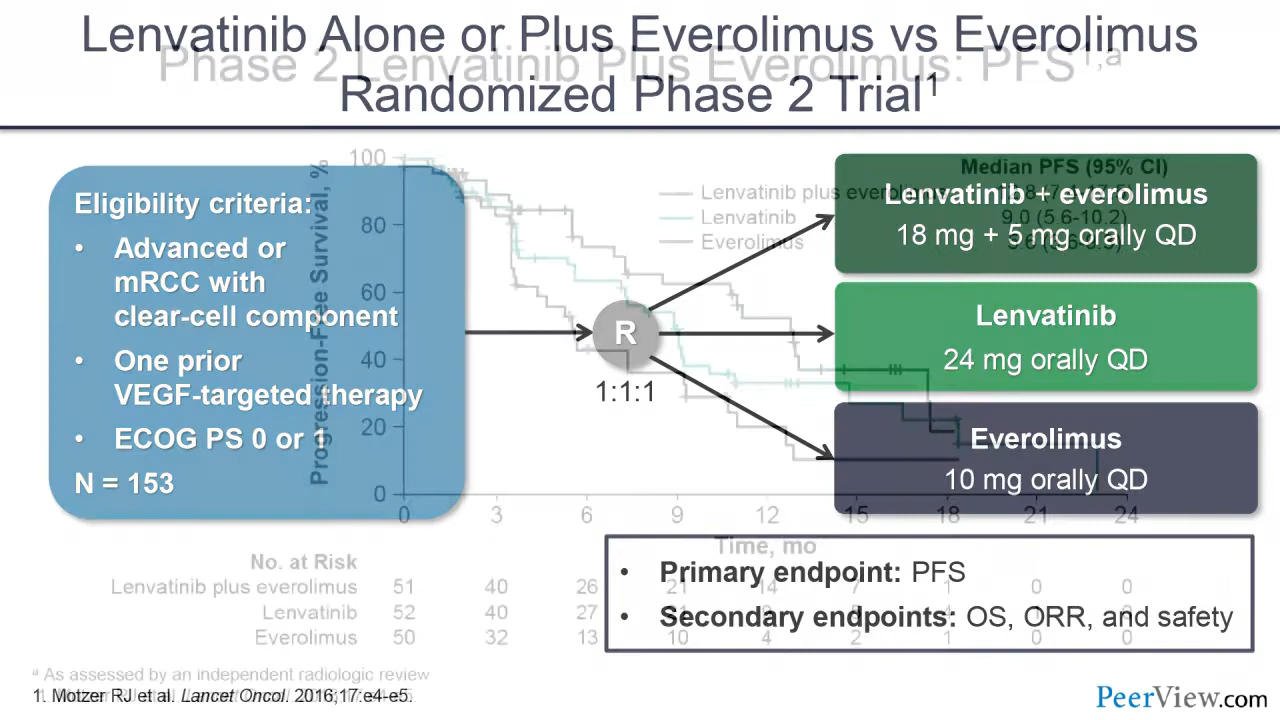 Lenvatinib Alone or Plus Everolimus vs Everolimus
Randomized Phase 2 Trial¹
Phase 2 Lenvatinib Plus Everolimus: PFS¹,ᵃ
Eligibility criteria:
• Advanced or
mRCC with
clear-cell component
• One prior
VEGF-targeted therapy
• ECOG PS 0 or 1
N = 153
R
1:1:1
Lenvatinib + everolimus
18 mg + 5 mg orally QD
Lenvatinib
24 mg orally QD
Everolimus
10 mg orally QD
• Primary endpoint: PFS
• Secondary endpoints: OS, ORR, and safety
Progression-Free Survival, %
100
80
60
40
20
0
0 3 6 9 12 15 18 21 24
Time, mo
Median PFS (95% CI)
Lenvatinib plus everolimus
Lenvatinib 9.0 (5.6-10.2)
Everolimus
No. at Risk
Lenvatinib plus everolimus 51 40 26 21 14 7 1 0 0
Lenvatinib 52 40 27
Everolimus 50 32 13 10 4 2 1 0 0
ᵃ As assessed by an independent radiologic review
1. Motzer RJ et al. Lancet Oncol. 2016;17:e4-e5.
PeerView.com